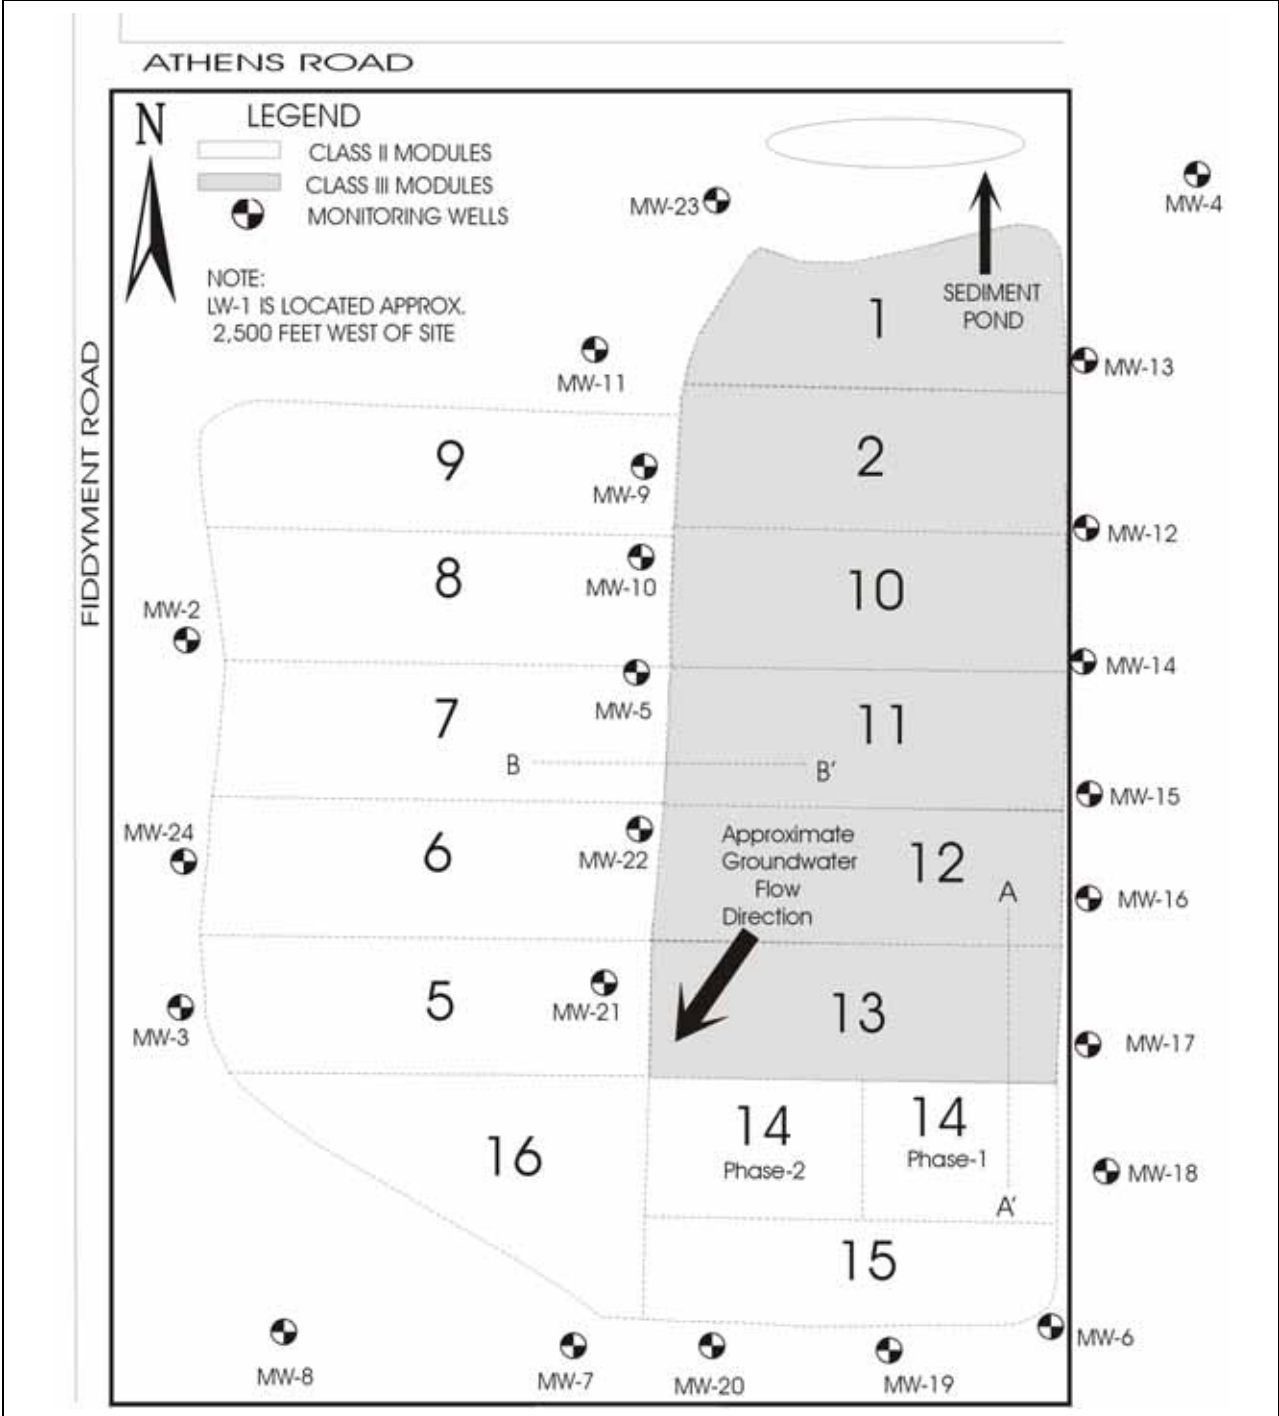 ATHENS ROAD
N
LEGEND
CLASS II MODULES
CLASS III MODULES
MONITORING WELLS
NOTE:
LW-1 IS LOCATED APPROX.
2,500 FEET WEST OF SITE
FIDDYMENT ROAD
MW-23
MW-4
SEDIMENT
POND
1
MW-13
MW-11
9
MW-9
2
MW-12
8
MW-10
10
MW-2
MW-14
7
MW-5
11
B
B'
MW-15
MW-24
6
MW-22
Approximate
Groundwater
Flow
Direction
12
A
MW-16
5
MW-21
13
MW-3
MW-17
16
14
Phase-2
14
Phase-1
MW-18
A'
15
MW-6
MW-8
MW-7
MW-20
MW-19